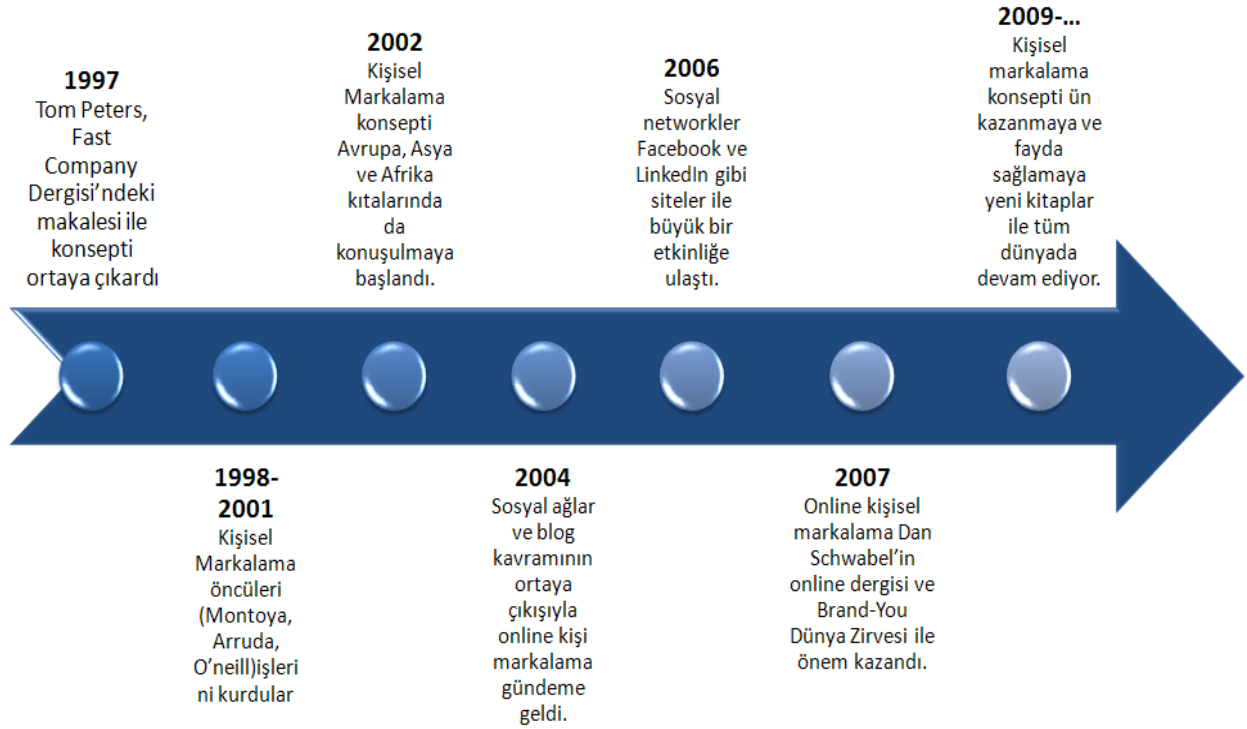 1997
Tom Peters,
Fast
Company
Dergisi’ndeki
makalesi ile
konsepti
ortaya çıkardı
1998-
2001
Kişisel
Markalama
öncüleri
(Montoya,
Arruda,
O’neill)işleri
ni kurdular
2002
Kişisel
Markalama
konsepti
Avrupa, Asya
ve Afrika
kıtalarında
da
konuşulmaya
başlandı.
2004
Sosyal ağlar
ve blog
kavramının
ortaya
çıkışıyla
online kişi
markalama
gündeme
geldi.
2006
Sosyal
networkler
Facebook ve
LinkedIn gibi
siteler ile
büyük bir
etkinliğe
ulaştı.
2007
Online kişisel
markalama Dan
Schwabel’in
online dergisi ve
Brand-You
Dünya Zirvesi ile
önem kazandı.
2009-...
Kişisel
markalama
konsepti ün
kazanmaya ve
fayda
sağlamaya
yeni kitaplar
ile tüm
dünyada
devam ediyor.